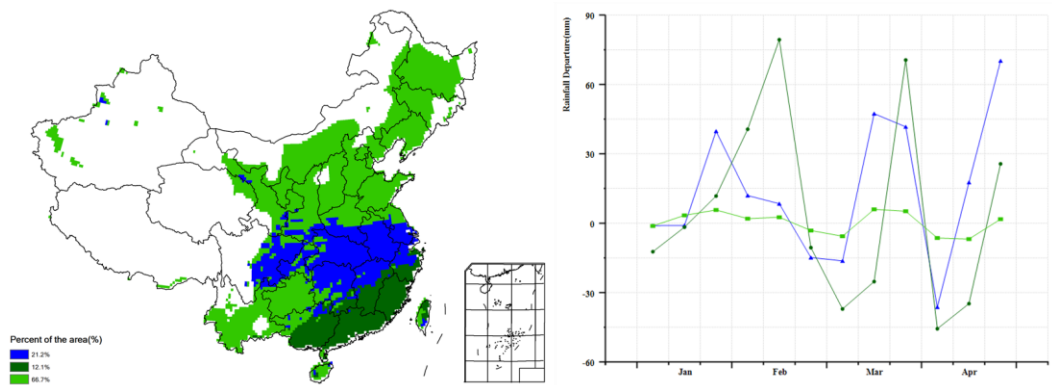 Percent of the area(%)
21.2%
12.1%
66.7%
Rainfall Departure(mm)
90
60
30
0
-30
-60
Jan
Feb
Mar
Apr